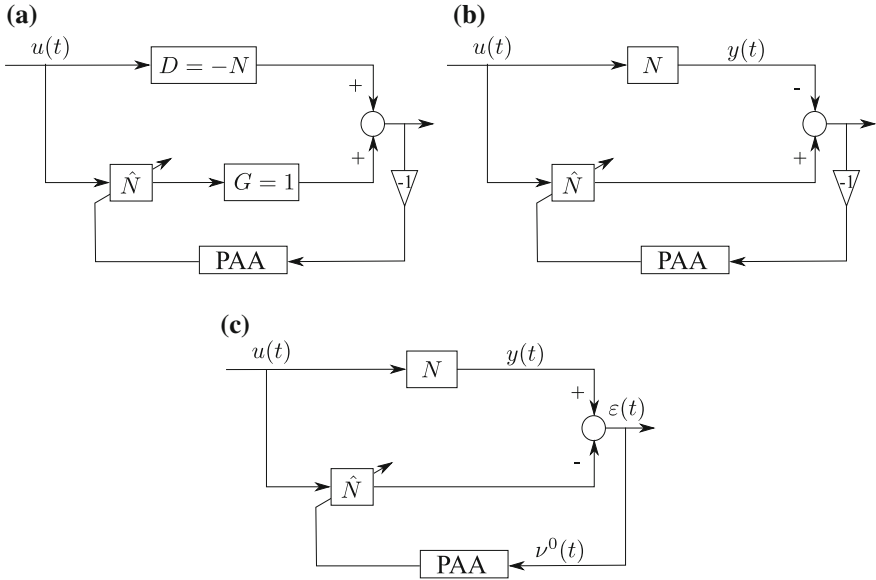 (a)
u(t)
D = −N
+
+
N̂
G = 1
-1
PAA
(b)
u(t)
N
y(t)
-
+
N̂
-1
PAA
(c)
u(t)
N
y(t)
+
ε(t)
-
N̂
ν⁰(t)
PAA